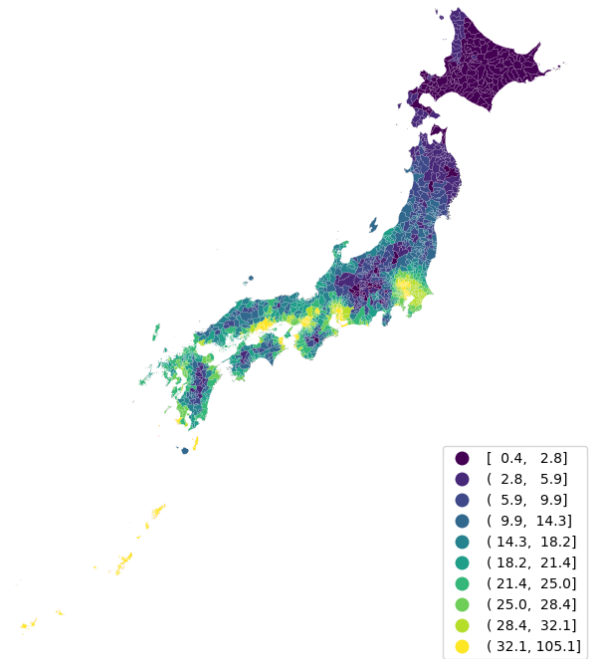 [ 0.4, 2.8]
( 2.8, 5.9]
( 5.9, 9.9]
( 9.9, 14.3]
( 14.3, 18.2]
( 18.2, 21.4]
( 21.4, 25.0]
( 25.0, 28.4]
( 28.4, 32.1]
( 32.1, 105.1]